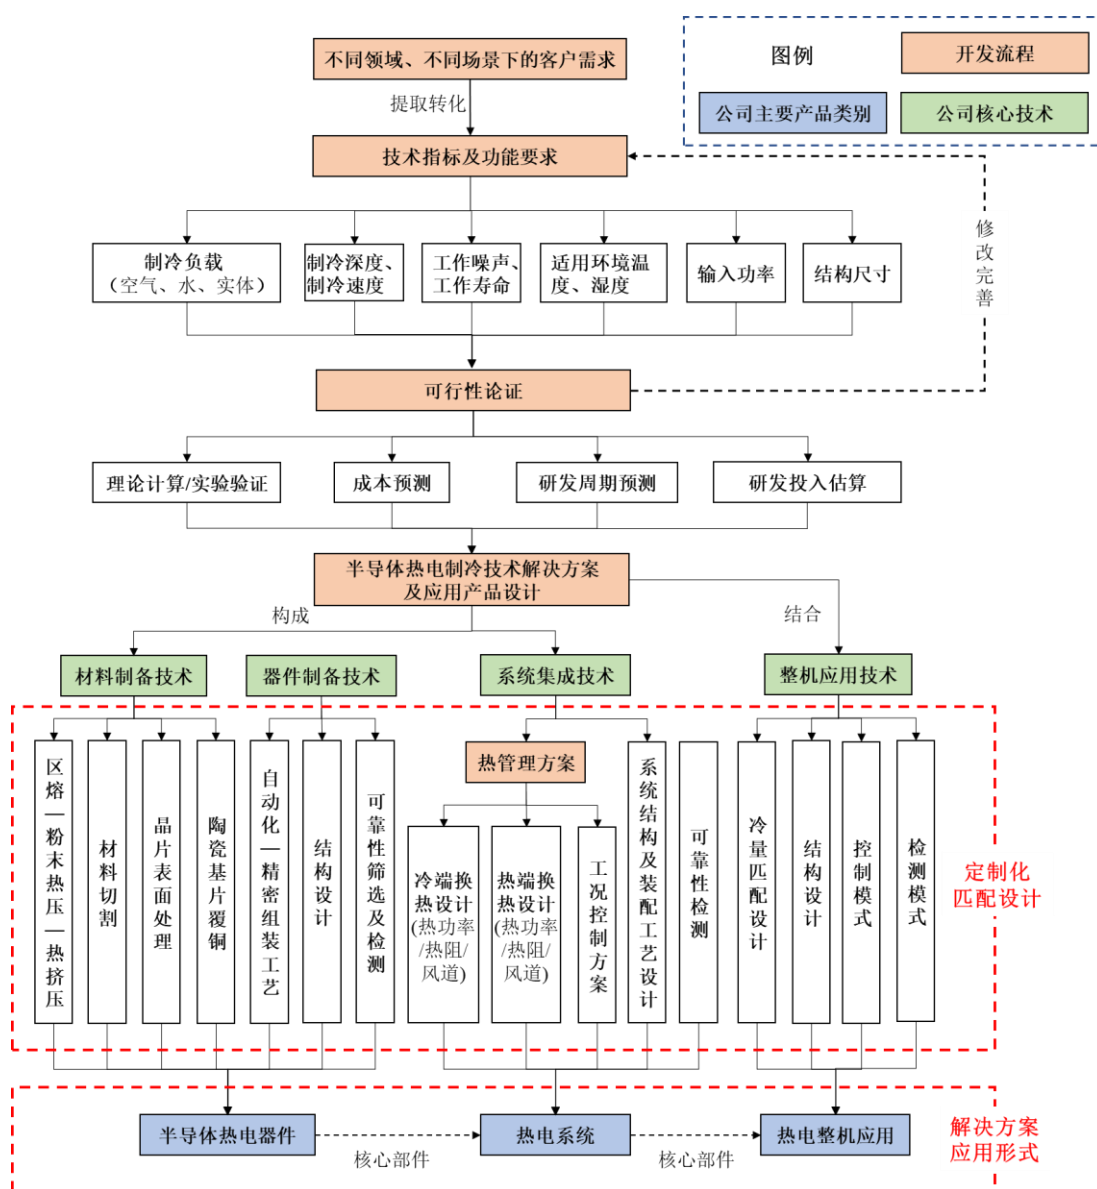 不同领域、不同场景下的客户需求
图例
开发流程
公司主要产品类别
公司核心技术
提取转化
技术指标及功能要求
修改完善
制冷负载
（空气、水、实体）
制冷深度、
制冷速度
工作噪声、
工作寿命
适用环境温
度、湿度
输入功率
结构尺寸
可行性论证
理论计算/实验验证
成本预测
研发周期预测
研发投入估算
半导体热电制冷技术解决方案
及应用产品设计
构成
结合
材料制备技术
器件制备技术
系统集成技术
整机应用技术
区熔—粉末热压—热挤压
材料切割
晶片表面处理
陶瓷基片覆铜
自动化—精密组装工艺
结构设计
可靠性筛选及检测
热管理方案
冷端换
热设计
(热功率
/热阻/
风道)
热端换
热设计
(热功率
/热阻/
风道)
工况控制方案
系统结构及装配工艺设计
可靠性检测
冷量匹配设计
结构设计
控制模式
检测模式
定制化
匹配设计
半导体热电器件
核心部件
热电系统
核心部件
热电整机应用
解决方案
应用形式